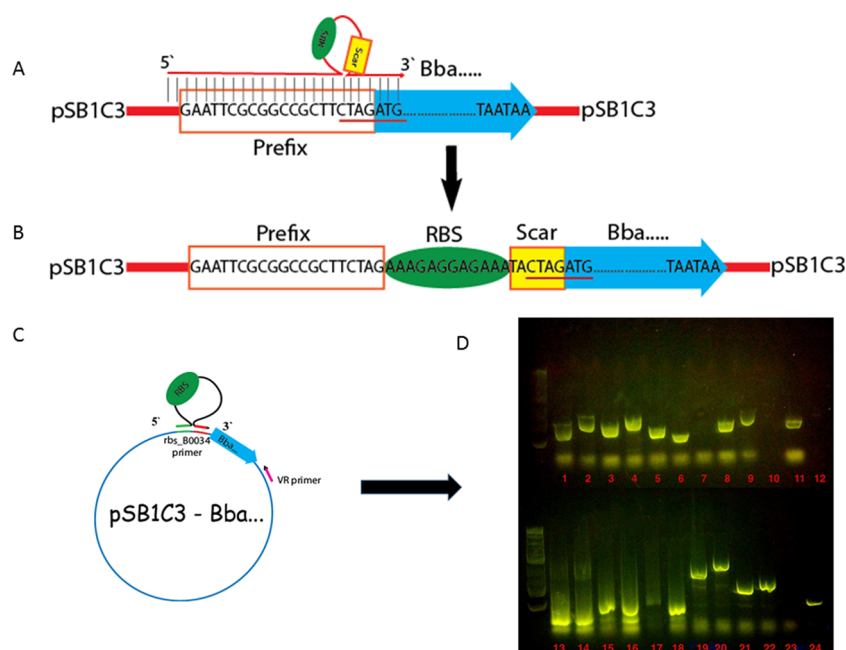 A
5` 3` Bba.....
RBS
Scar
pSB1C3 GAATTCGCGGCCGCTTCTAGATG..................TAATAA pSB1C3
Prefix
B
Prefix RBS Scar Bba.....
pSB1C3 GAATTCGCGGCCGCTTCTAGAAAGAGGAGAAATACTAGATG..................TAATAA pSB1C3
C
D
RBS
5` 3`
rbs_B0034
primer
Bba...
VR primer
pSB1C3 - Bba...
1 2 3 4 5 6 7 8 9 10 11 12
13 14 15 16 17 18 19 20 21 22 23 24